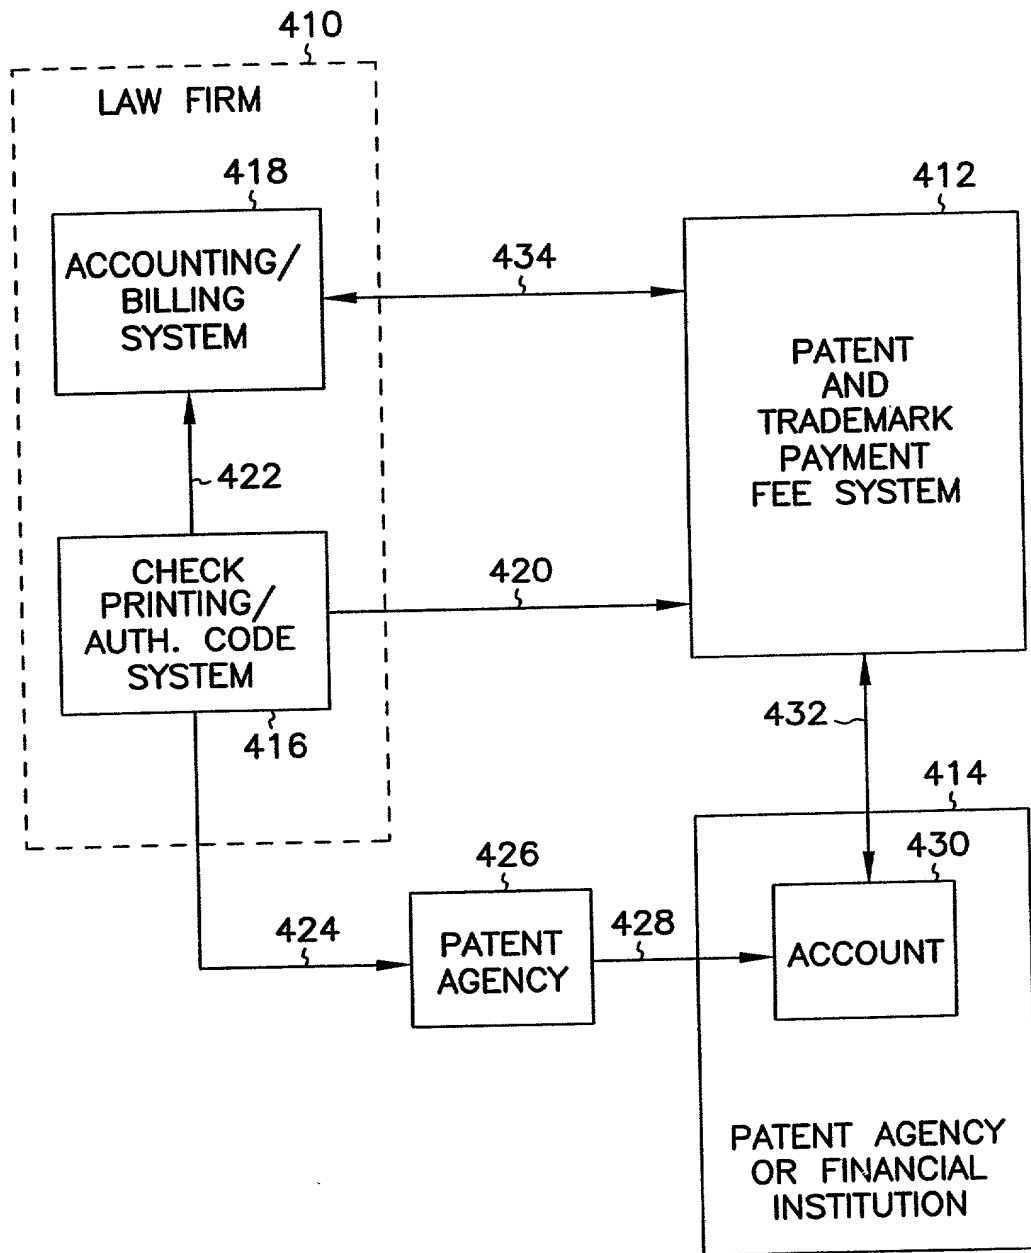 410
LAW FIRM
418
ACCOUNTING/
BILLING
SYSTEM
434
412
PATENT
AND
TRADEMARK
PAYMENT
FEE SYSTEM
422
CHECK
PRINTING/
AUTH. CODE
SYSTEM
416
420
432
414
430
ACCOUNT
426
PATENT
AGENCY
424
428
PATENT AGENCY
OR FINANCIAL
INSTITUTION